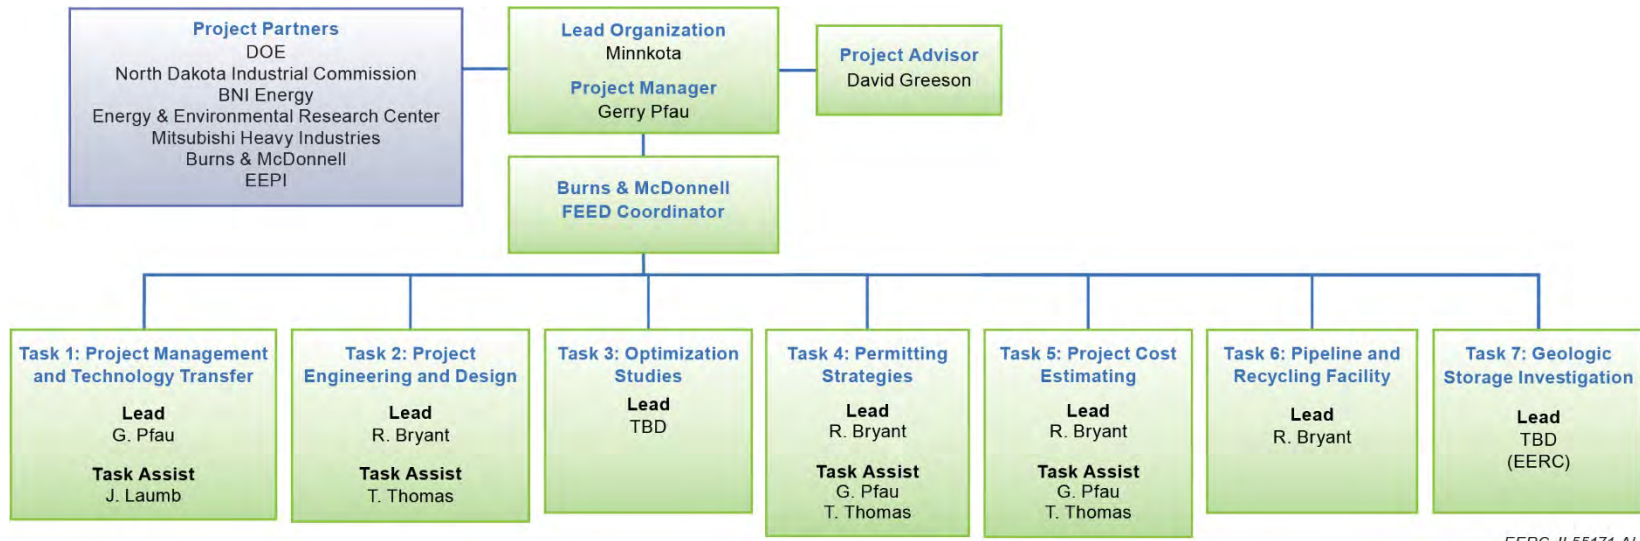 Project Partners
DOE
North Dakota Industrial Commission
BNI Energy
Energy & Environmental Research Center
Mitsubishi Heavy Industries
Burns & McDonnell
EEPI
Lead Organization
Minnkota
Project Manager
Gerry Pfau
Project Advisor
David Greeson
Burns & McDonnell
FEED Coordinator
Task 1: Project Management
and Technology Transfer
Lead
G. Pfau
Task Assist
J. Laumb
Task 2: Project
Engineering and Design
Lead
R. Bryant
Task Assist
T. Thomas
Task 3: Optimization
Studies
Lead
TBD
Task 4: Permitting
Strategies
Lead
R. Bryant
Task Assist
G. Pfau
T. Thomas
Task 5: Project Cost
Estimating
Lead
R. Bryant
Task Assist
G. Pfau
T. Thomas
Task 6: Pipeline and
Recycling Facility
Lead
R. Bryant
Task 7: Geologic
Storage Investigation
Lead
TBD
(EERC)